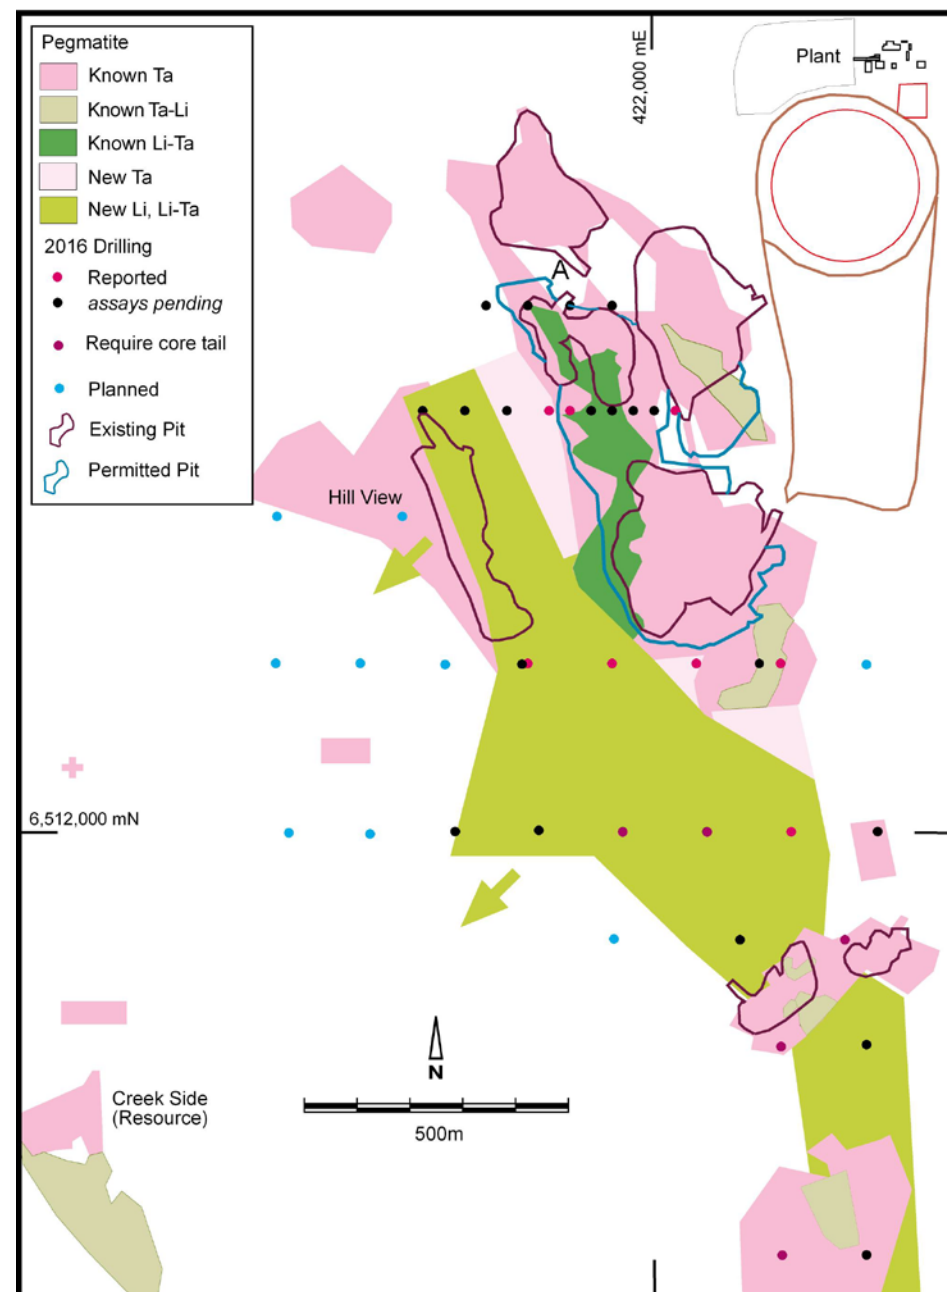 Pegmatite
Known Ta
Known Ta-Li
Known Li-Ta
New Ta
New Li, Li-Ta
2016 Drilling
Reported
assays pending
Require core tail
Planned
Existing Pit
Permitted Pit
422,000 mE
Plant
A
Hill View
6,512,000 mN
N
500m
Creek Side
(Resource)